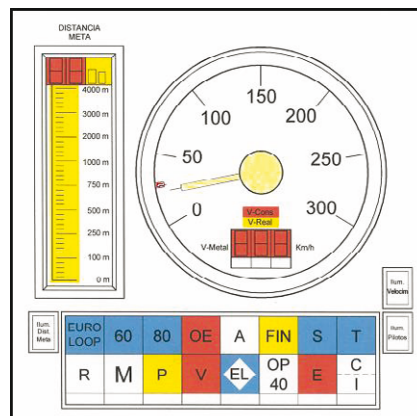 DISTANCIA
META
4000 m
3000 m
2000 m
1000 m
750 m
500 m
250 m
100 m
0 m
0
50
100
150
200
250
300
V-Cons
V-Real
V-MetaI
Km/h
Ilum.
Velocim
Ilum.
Dist.
Meta
Ilum.
Pilotos
EURO
LOOP
60
80
OE
A
FIN
S
T
R
M
P
V
EL
OP
40
E
C
I